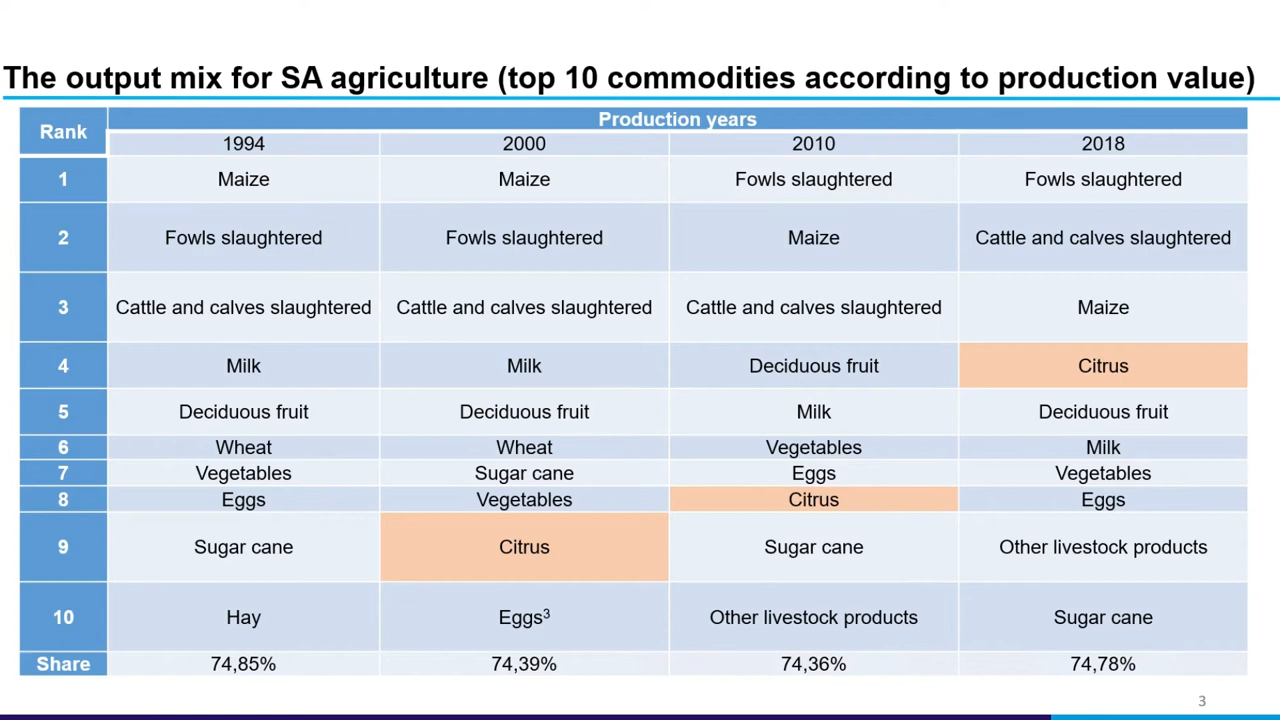 The output mix for SA agriculture (top 10 commodities according to production value)
Rank Production years
1994 2000 2010 2018
1 Maize Maize Fowls slaughtered Fowls slaughtered
2 Fowls slaughtered Fowls slaughtered Maize Cattle and calves slaughtered
3 Cattle and calves slaughtered Cattle and calves slaughtered Cattle and calves slaughtered Maize
4 Milk Milk Deciduous fruit Citrus
5 Deciduous fruit Deciduous fruit Milk Deciduous fruit
6 Wheat Wheat Vegetables Milk
7 Vegetables Sugar cane Eggs Vegetables
8 Eggs Vegetables Citrus Eggs
9 Sugar cane Citrus Sugar cane Other livestock products
10 Hay Eggs³ Other livestock products Sugar cane
Share 74,85% 74,39% 74,36% 74,78%
3